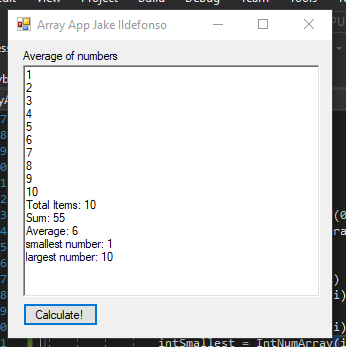 View Project Build Debug Team Tools
Array App Jake Ildefonso
Average of numbers
1
2
3
4
5
6
7
8
9
10
Total Items: 10
Sum: 55
Average: 6
smallest number: 1
largest number: 10
Calculate!
intSmallest = IntNumArray(i